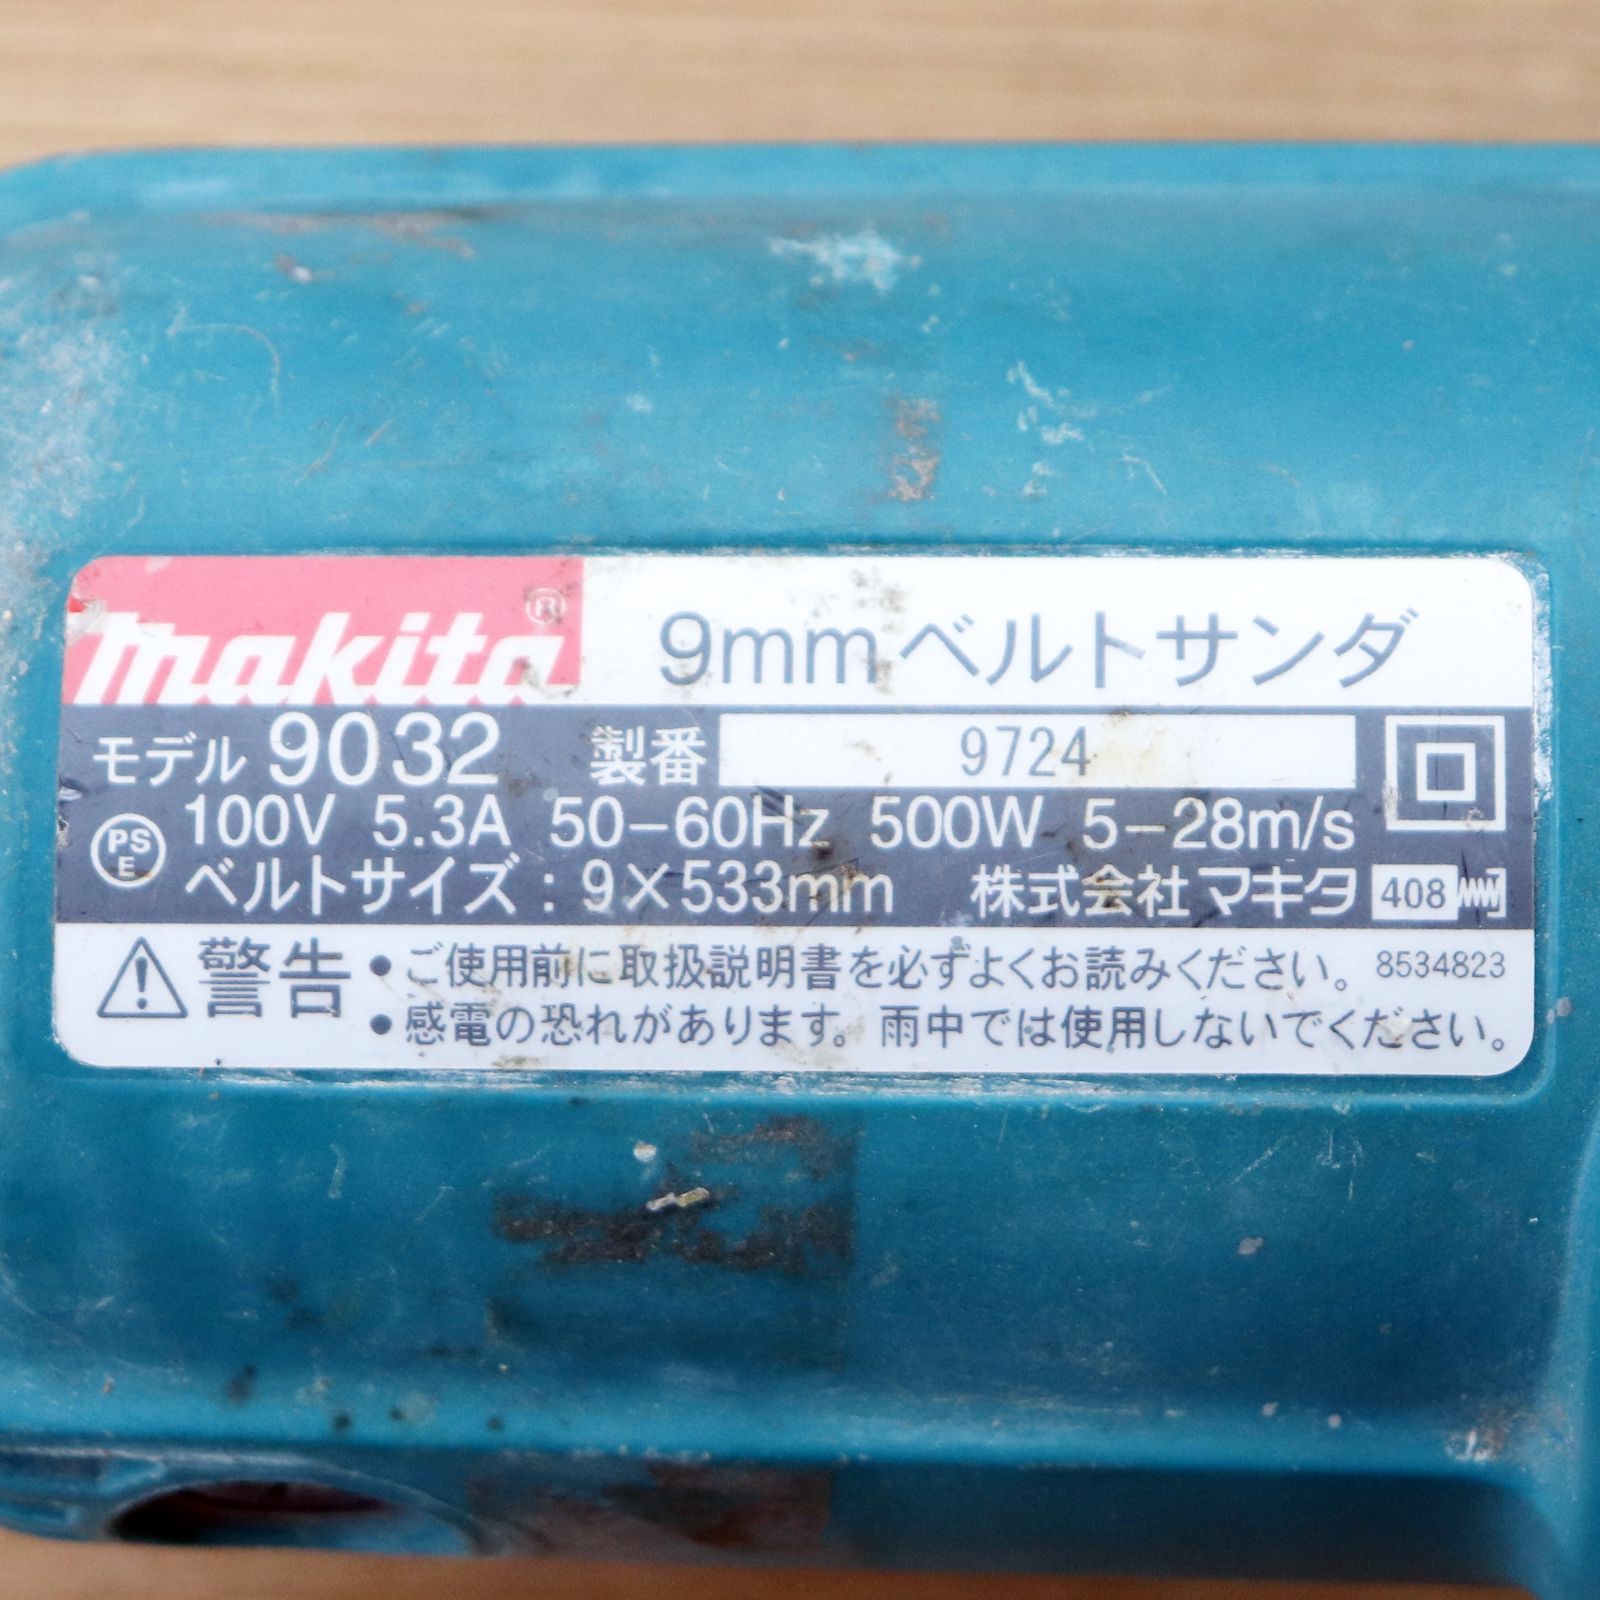 makita®
9mmベルトサンダ
モデル 9032 製番 9724
100V 5.3A 50-60Hz 500W 5-28m/s
PS
E
ベルトサイズ: 9×533mm 株式会社マキタ 408
警告 •ご使用前に取扱説明書を必ずよくお読みください。 8534823
•感電の恐れがあります。雨中では使用しないでください。